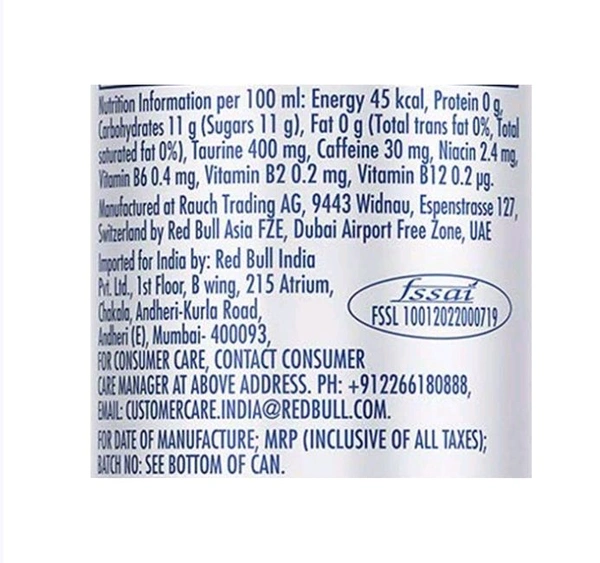 Nutrition Information per 100 ml: Energy 45 kcal, Protein 0 g,
Carbohydrates 11 g (Sugars 11 g), Fat 0 g (Total trans fat 0%, Total
saturated fat 0%), Taurine 400 mg, Caffeine 30 mg, Niacin 2.4 mg,
Vitamin B6 0.4 mg, Vitamin B2 0.2 mg, Vitamin B12 0.2 µg.
Manufactured at Rauch Trading AG, 9443 Widnau, Espenstrasse 127,
Switzerland by Red Bull Asia FZE, Dubai Airport Free Zone, UAE
Imported for India by: Red Bull India
Pvt. Ltd., 1st Floor, B wing, 215 Atrium,
Chakala, Andheri-Kurla Road,
Andheri (E), Mumbai- 400093,
fssai
FSSL 10012022000719
FOR CONSUMER CARE, CONTACT CONSUMER
CARE MANAGER AT ABOVE ADDRESS. PH: +912266180888,
EMAIL: CUSTOMERCARE.INDIA@REDBULL.COM.
FOR DATE OF MANUFACTURE; MRP (INCLUSIVE OF ALL TAXES);
BATCH NO: SEE BOTTOM OF CAN.